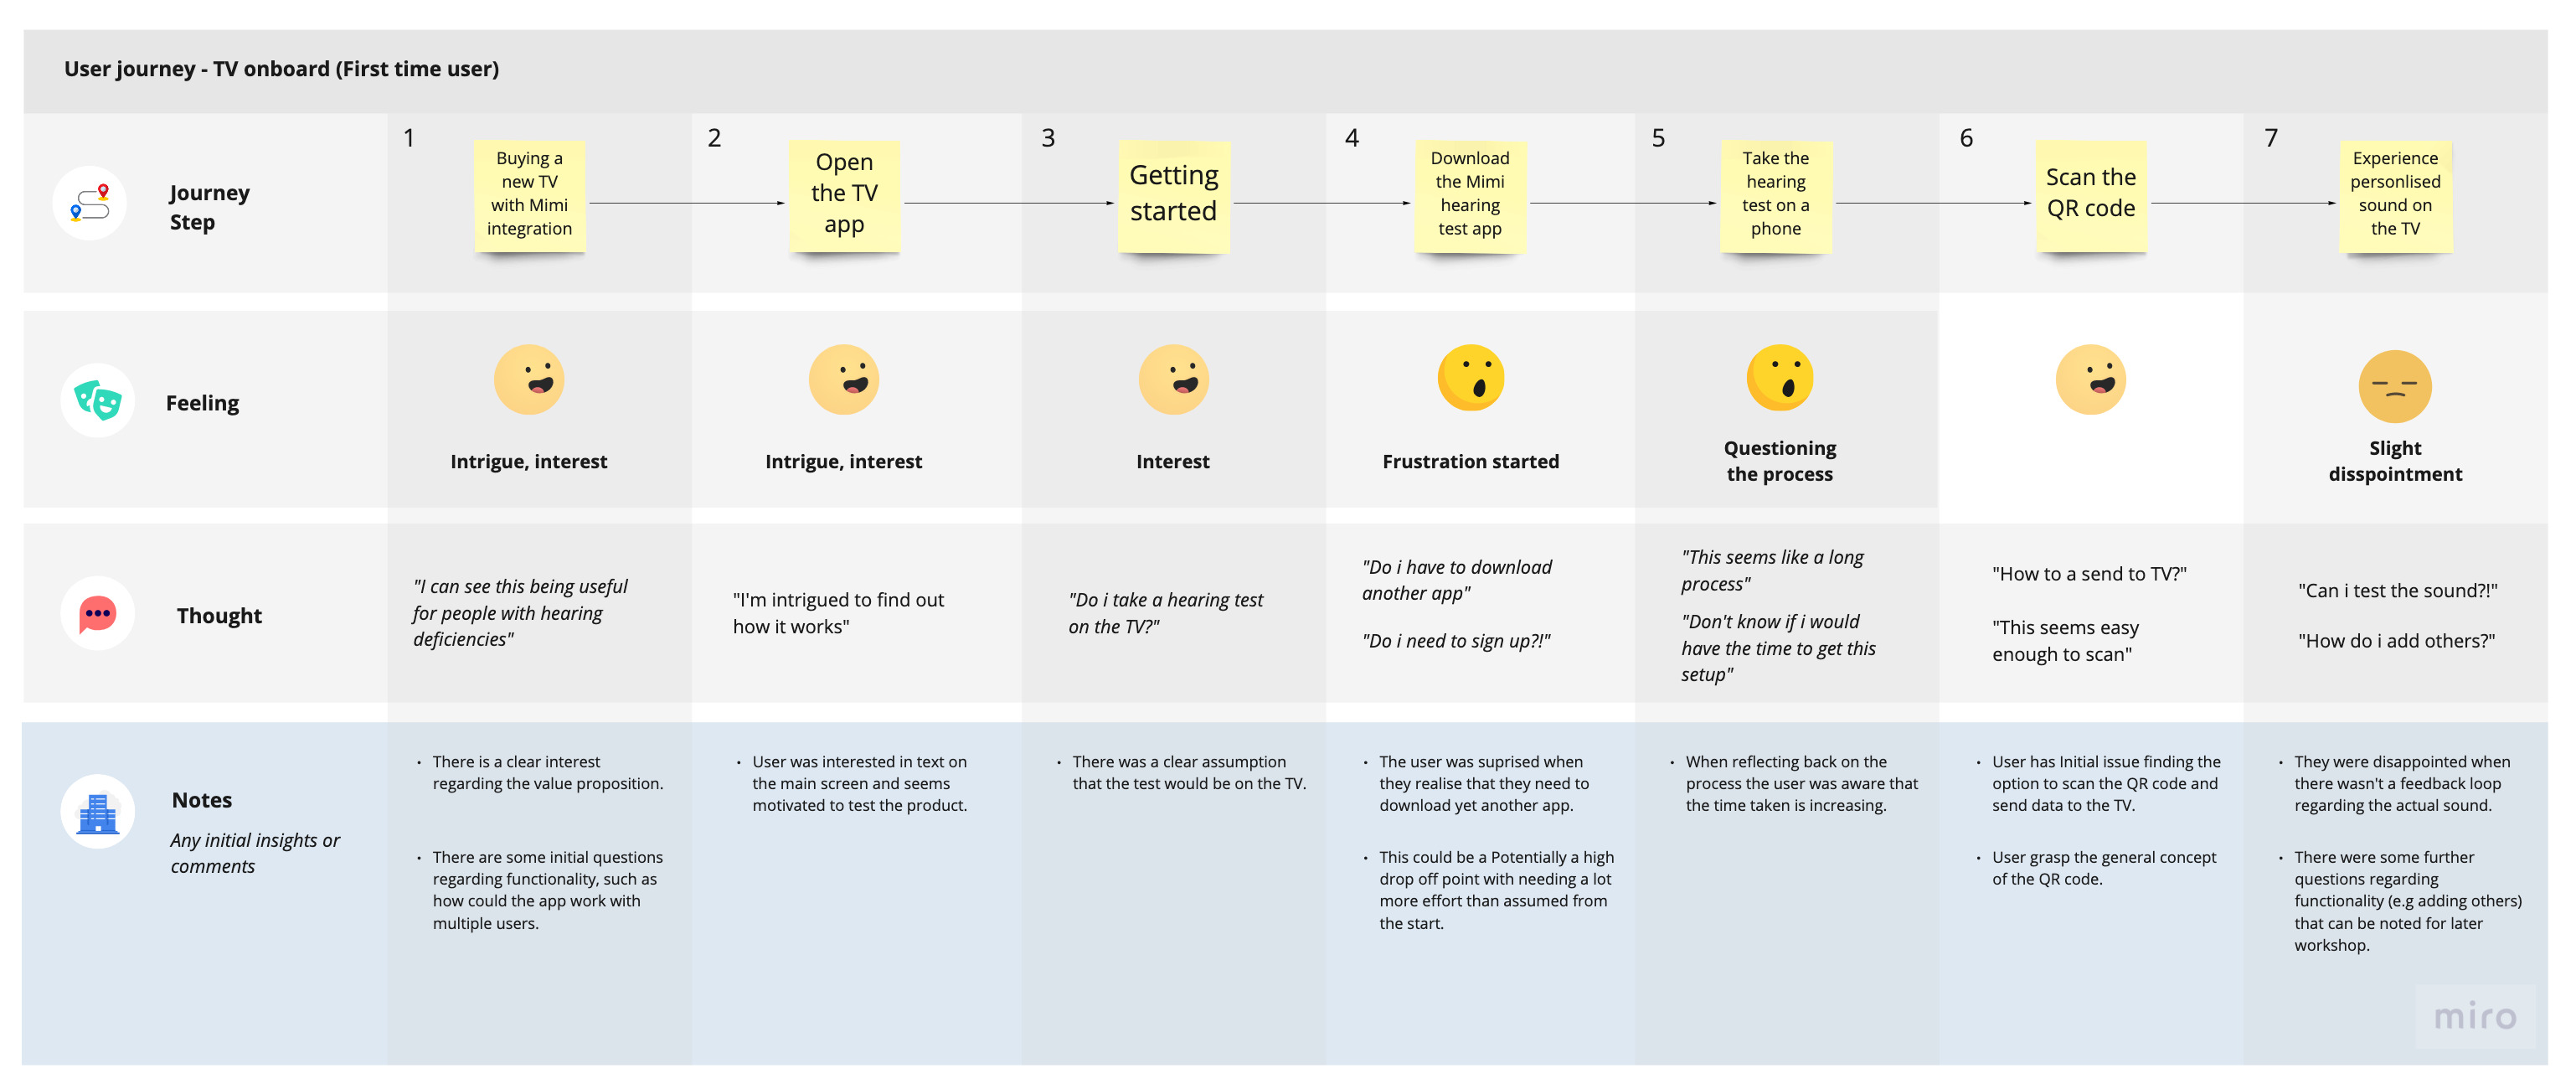 User journey - TV onboard (First time user)
Journey
Step
1
Buying a
new TV
with Mimi
integration
2
Open
the TV
app
3
Getting
started
4
Download
the Mimi
hearing
test app
5
Take the
hearing
test on a
phone
6
Scan the
QR code
7
Experience
personlised
sound on
the TV
Feeling
Intrigue, interest
Intrigue, interest
Interest
Frustration started
Questioning
the process
Slight
disspointment
Thought
"I can see this being useful
for people with hearing
deficiencies"
"I'm intrigued to find out
how it works"
"Do i take a hearing test
on the TV?"
"Do i have to download
another app"
"Do i need to sign up?!"
"This seems like a long
process"
"Don't know if i would
have the time to get this
setup"
"How to a send to TV?"
"This seems easy
enough to scan"
"Can i test the sound?!"
"How do i add others?"
Notes
Any initial insights or
comments
• There is a clear interest
regarding the value proposition.
• There are some initial questions
regarding functionality, such as
how could the app work with
multiple users.
• User was interested in text on
the main screen and seems
motivated to test the product.
• There was a clear assumption
that the test would be on the TV.
• The user was suprised when
they realise that they need to
download yet another app.
• This could be a Potentially a high
drop off point with needing a lot
more effort than assumed from
the start.
• When reflecting back on the
process the user was aware that
the time taken is increasing.
• User has Initial issue finding the
option to scan the QR code and
send data to the TV.
• User grasp the general concept
of the QR code.
• They were disappointed when
there wasn't a feedback loop
regarding the actual sound.
• There were some further
questions regarding
functionality (e.g adding others)
that can be noted for later
workshop.
miro